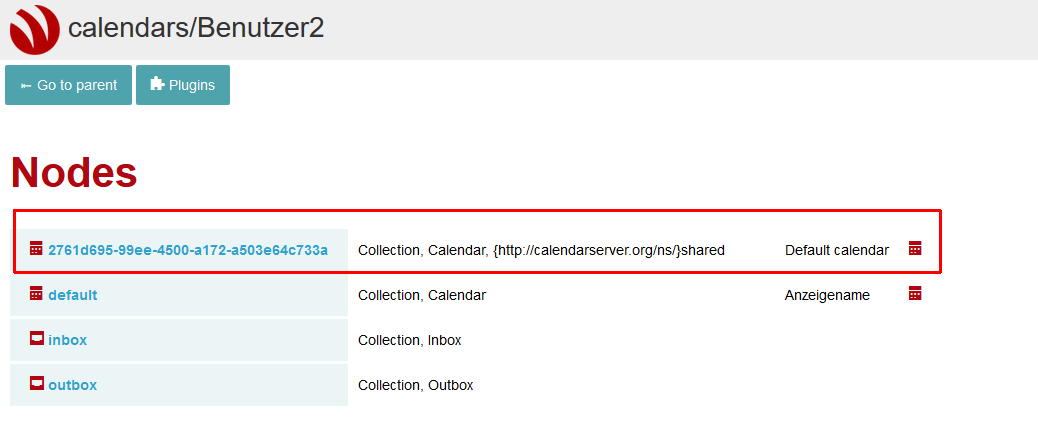 calendars/Benutzer2
⇤ Go to parent Plugins
Nodes
2761d695-99ee-4500-a172-a503e64c733a Collection, Calendar, {http://calendarserver.org/ns/}shared Default calendar
default Collection, Calendar Anzeigename
inbox Collection, Inbox
outbox Collection, Outbox